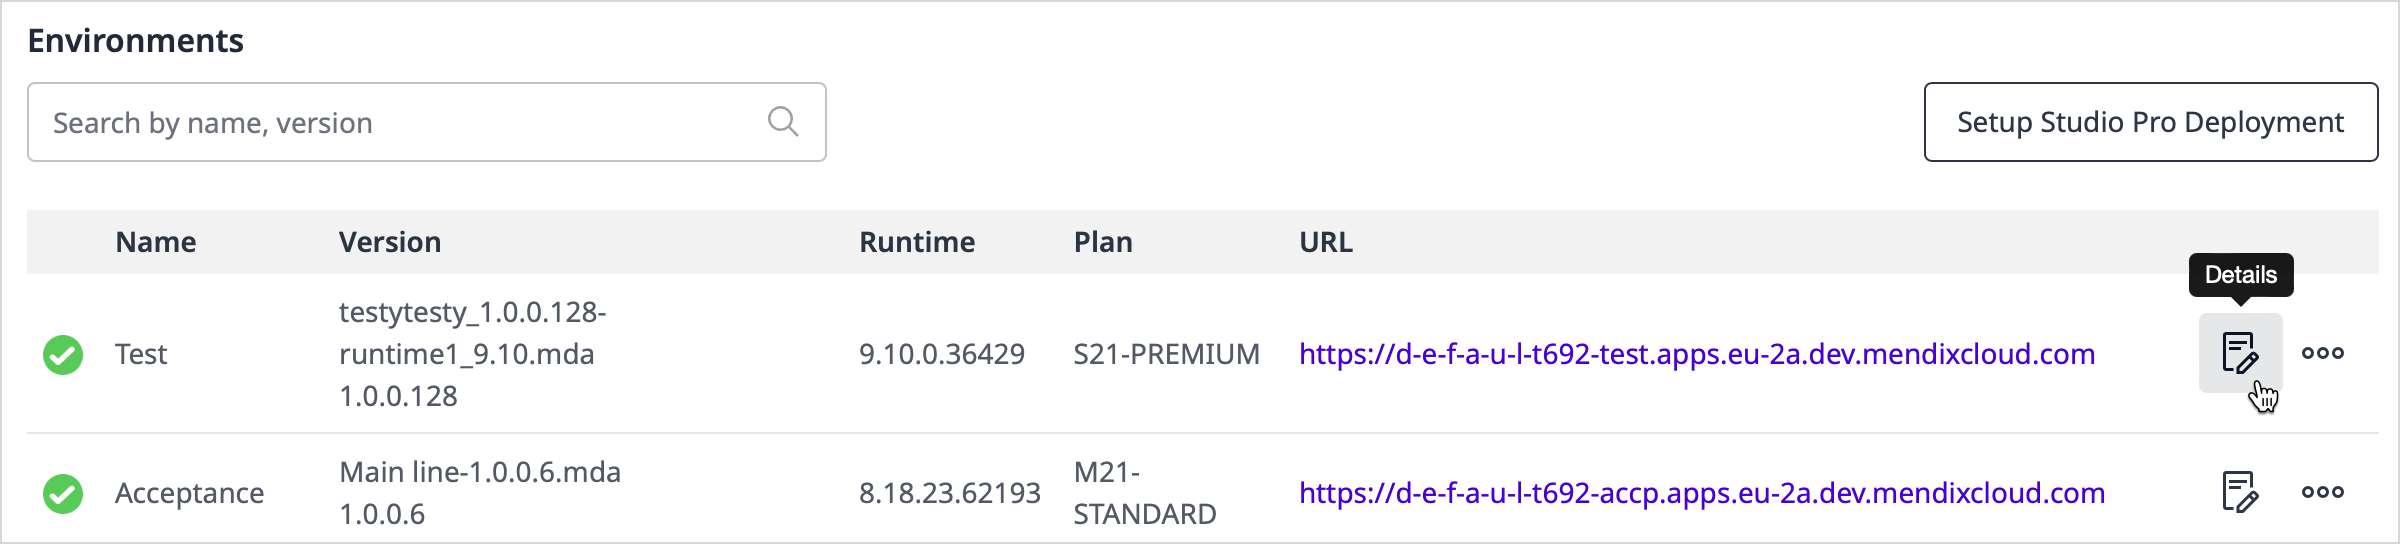 Environments
Search by name, version
Setup Studio Pro Deployment
Name Version Runtime Plan URL
Details
testytesty_1.0.0.128-
runtime1_9.10.mda
1.0.0.128
Test
9.10.0.36429
S21-PREMIUM
https://d-e-f-a-u-l-t692-test.apps.eu-2a.dev.mendixcloud.com
Main line-1.0.0.6.mda
1.0.0.6
Acceptance
8.18.23.62193
M21-
STANDARD
https://d-e-f-a-u-l-t692-accp.apps.eu-2a.dev.mendixcloud.com